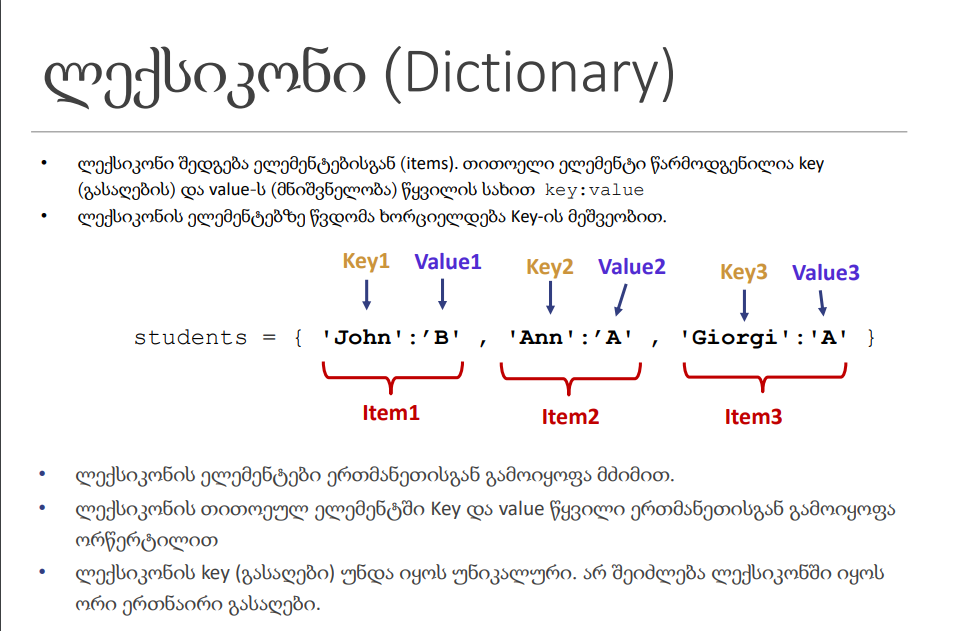 ლექსიკონი (Dictionary)
• ლექსიკონი შედგება ელემენტებისგან (items). თითოელი ელემენტი წარმოდგენილია key
(გასაღების) და value-ს (მნიშვნელობა) წყვილის სახით key:value
• ლექსიკონის ელემენტებზე წვდომა ხორციელდება Key-ის მეშვეობით.
Key1 Value1 Key2 Value2 Key3 Value3
students = { 'John':’B' , 'Ann':’A' , 'Giorgi':'A' }
Item1 Item2 Item3
• ლექსიკონის ელემენტები ერთმანეთისგან გამოიყოფა მძიმით.
• ლექსიკონის თითოეულ ელემენტში Key და value წყვილი ერთმანეთისგან გამოიყოფა
ორწერტილით
• ლექსიკონის key (გასაღები) უნდა იყოს უნიკალური. არ შეიძლება ლექსიკონში იყოს
ორი ერთნაირი გასაღები.